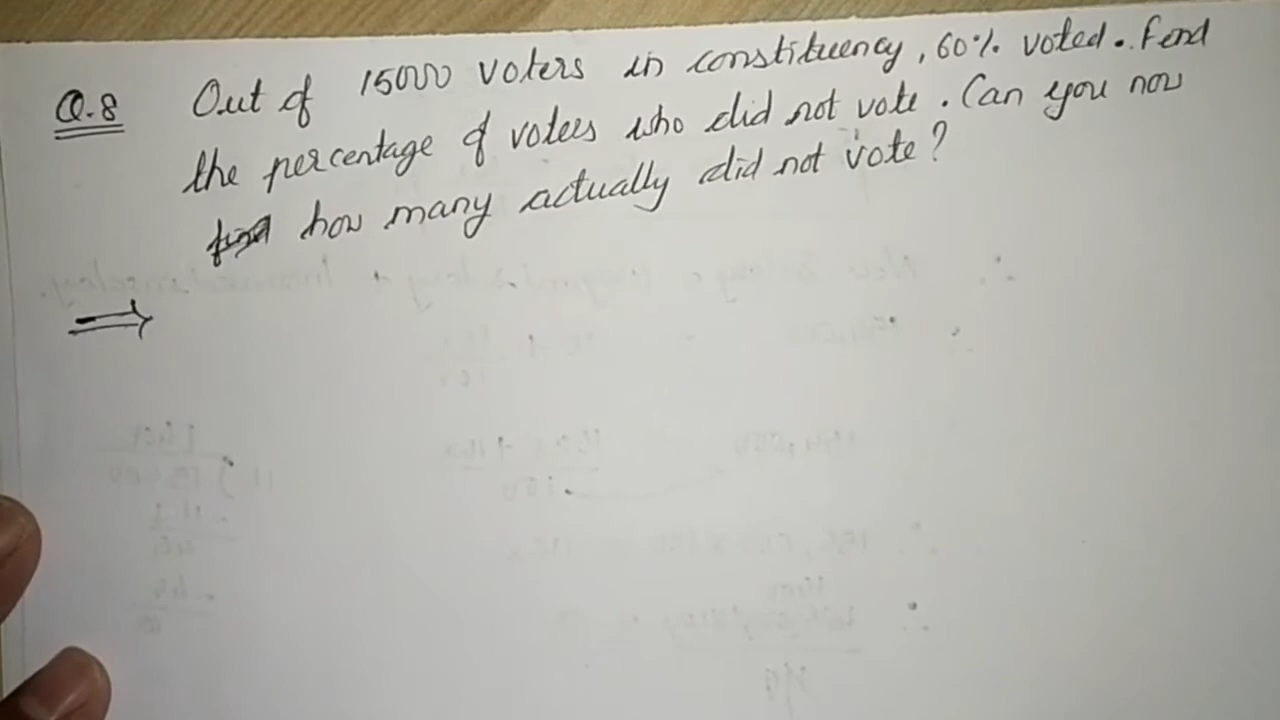 Q.8 Out of 15000 voters in constituency, 60% voted. Find
the percentage of voters who did not vote. Can you now
find how many actually did not vote?